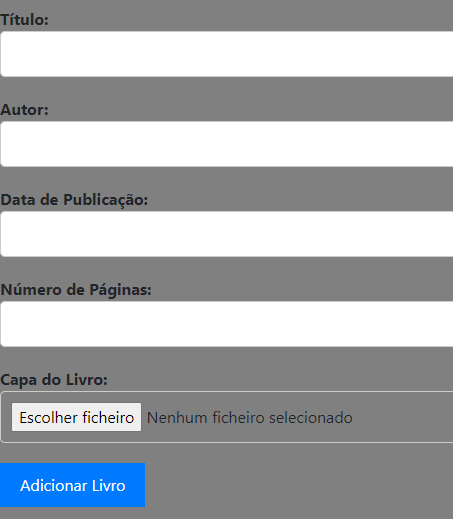 Título:
Autor:
Data de Publicação:
Número de Páginas:
Capa do Livro:
Escolher ficheiro Nenhum ficheiro selecionado
Adicionar Livro